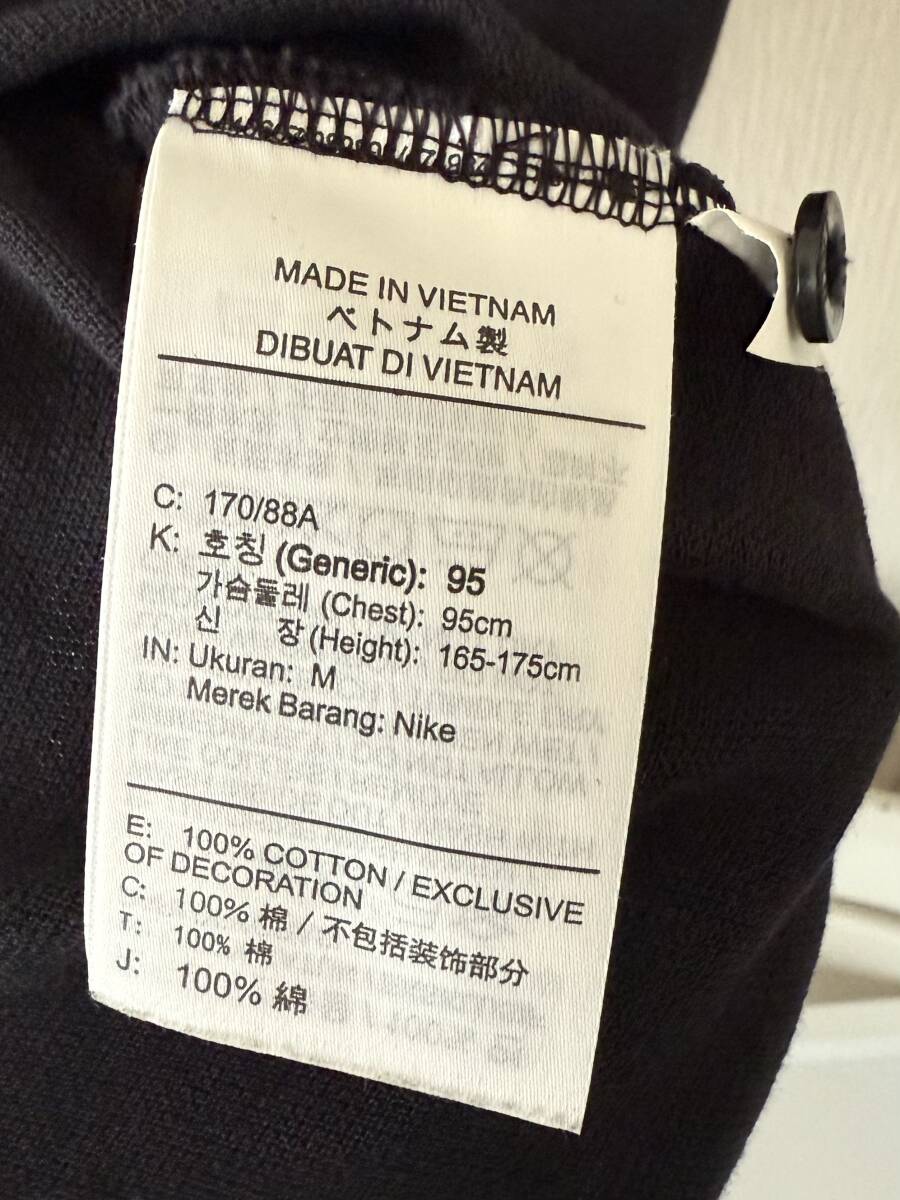 MADE IN VIETNAM
ベトナム製
DIBUAT DI VIETNAM
C: 170/88A
K: 호칭 (Generic): 95
가슴둘레 (Chest): 95cm
신 장 (Height): 165-175cm
IN: Ukuran: M
Merek Barang: Nike
E: 100% COTTON / EXCLUSIVE
OF DECORATION
C: 100% 棉 / 不包括装饰部分
T: 100% 棉
J: 100% 綿